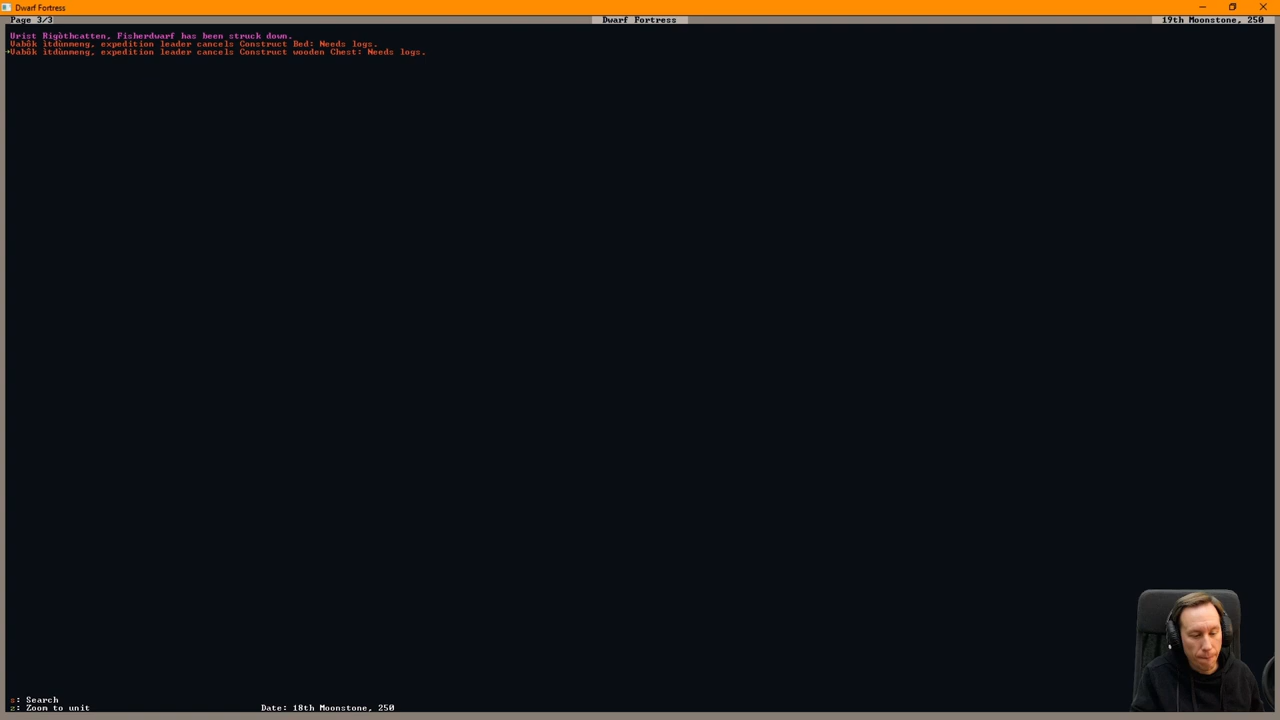 Dwarf Fortress
Page 3/3
Dwarf Fortress
19th Moonstone, 250
Urist Rigòthcatten, Fisherdwarf has been struck down.
Vabôk Ìtdunmeng, expedition leader cancels Construct Bed: Needs logs.
Vabôk Ìtdunmeng, expedition leader cancels Construct wooden Chest: Needs logs.
s: Search
z: Zoom to unit
Date: 18th Moonstone, 250